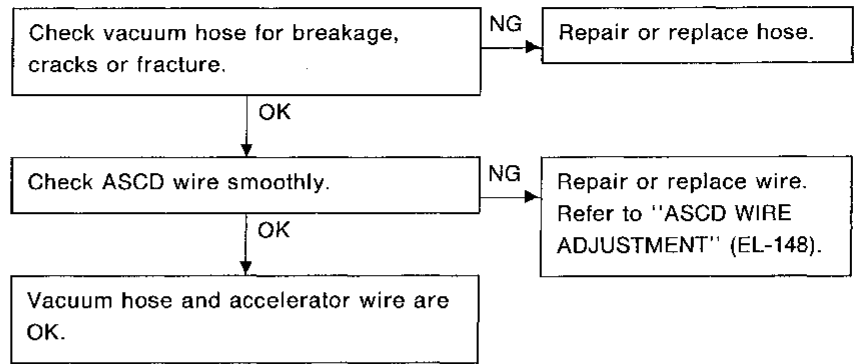 Check vacuum hose for breakage,
cracks or fracture.
NG
Repair or replace hose.
OK
Check ASCD wire smoothly.
NG
Repair or replace wire.
Refer to "ASCD WIRE
ADJUSTMENT" (EL-148).
OK
Vacuum hose and accelerator wire are
OK.